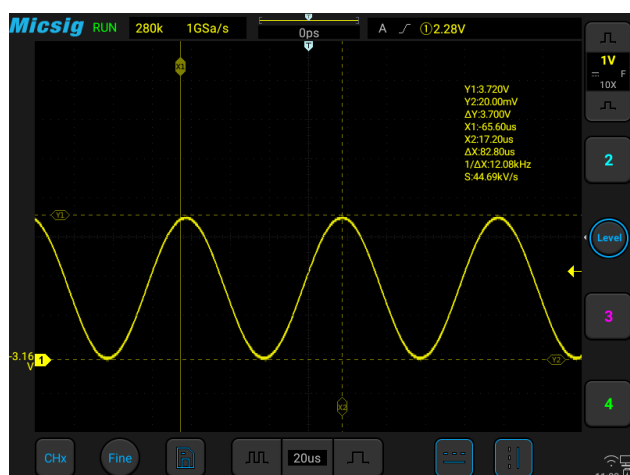 Micsig RUN 280k 1GSa/s 0ps A ①2.28V
T
T
1V
F
10X
X1
Y1:3.720V
Y2:20.00mV
ΔY:3.700V
X1:-65.60us
X2:17.20us
ΔX:82.80us
1/ΔX:12.08kHz
S:44.69kV/s
2
Y1
Level
3
-3.16
V
1
Y2
X2
4
CHx Fine 20us